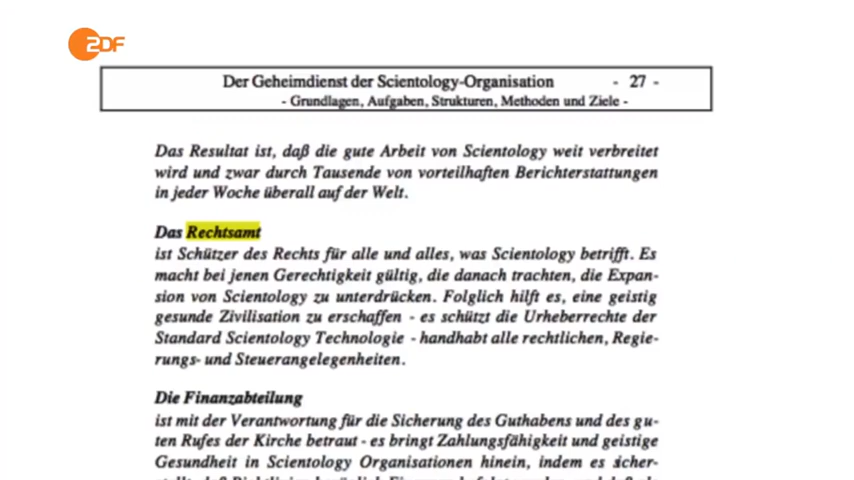 ZDF
Der Geheimdienst der Scientology-Organisation - 27 -
- Grundlagen, Aufgaben, Strukturen, Methoden und Ziele -
Das Resultat ist, daß die gute Arbeit von Scientology weit verbreitet
wird und zwar durch Tausende von vorteilhaften Berichterstattungen
in jeder Woche überall auf der Welt.
Das Rechtsamt
ist Schützer des Rechts für alle und alles, was Scientology betrifft. Es
macht bei jenen Gerechtigkeit gültig, die danach trachten, die Expan-
sion von Scientology zu unterdrücken. Folglich hilft es, eine geistig
gesunde Zivilisation zu erschaffen - es schützt die Urheberrechte der
Standard Scientology Technologie - handhabt alle rechtlichen, Regie-
rungs- und Steuerangelegenheiten.
Die Finanzabteilung
ist mit der Verantwortung für die Sicherung des Guthabens und des gu-
ten Rufes der Kirche betraut - es bringt Zahlungsfähigkeit und geistige
Gesundheit in Scientology Organisationen hinein, indem es sicher-